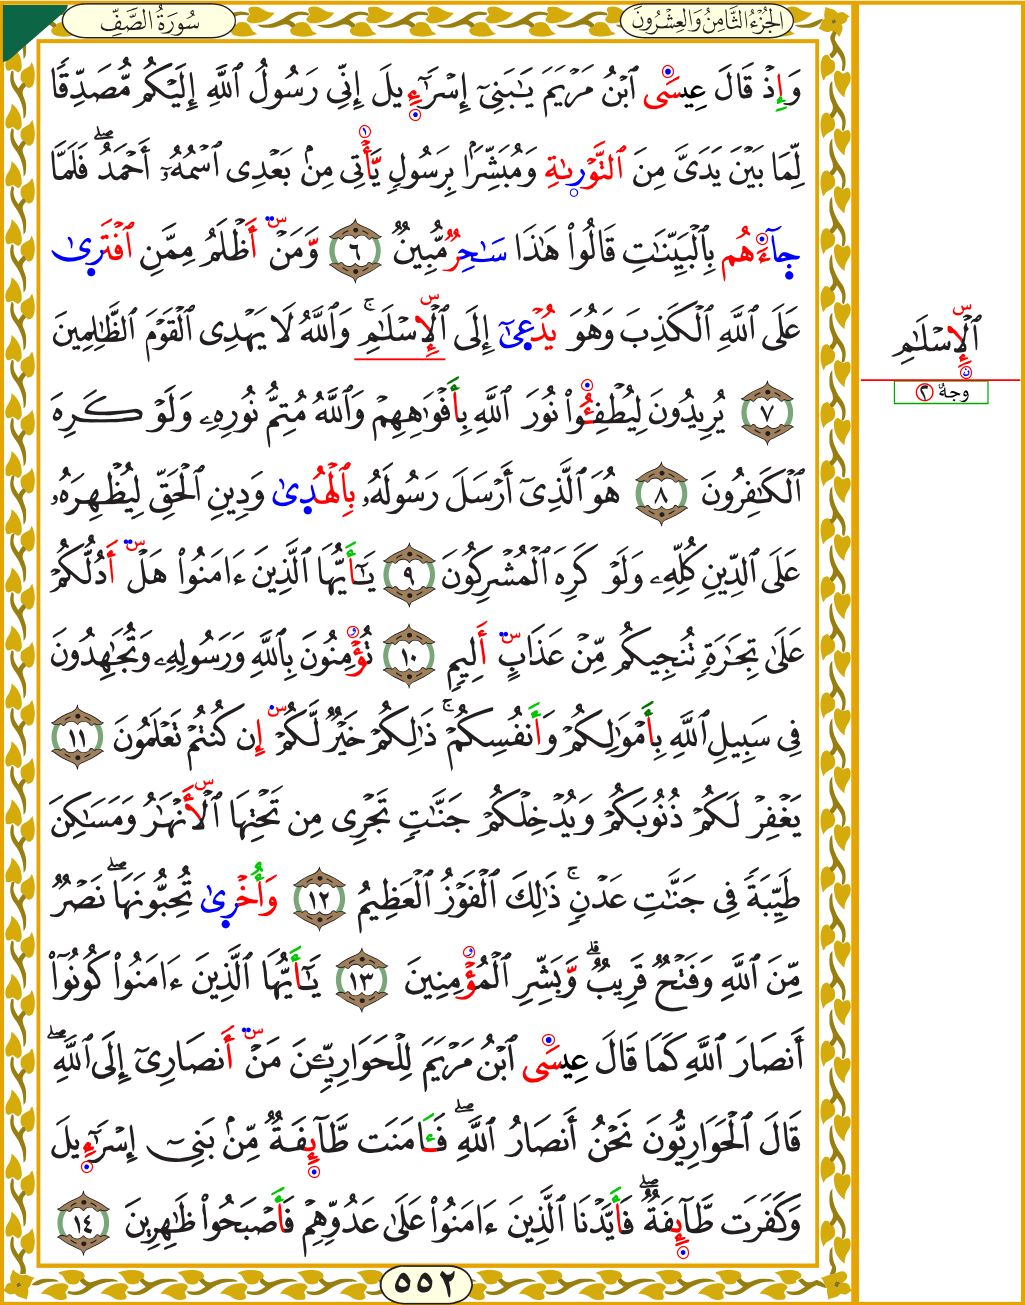 الجُزْءُ الثَّامِنُ وَالعِشْرُونَ
سُورَةُ الصَّفِّ
وَإِذْ قَالَ عِيسَى ٱبْنُ مَرْيَمَ يَٰبَنِىٓ إِسْرَٰٓءِيلَ إِنِّى رَسُولُ ٱللَّهِ إِلَيْكُم مُّصَدِّقًا
لِّمَا بَيْنَ يَدَىَّ مِنَ ٱلتَّوْرَىٰةِ وَمُبَشِّرًۢا بِرَسُولٍ يَأْتِى مِنۢ بَعْدِى ٱسْمُهُۥٓ أَحْمَدُ ۖ فَلَمَّا
جَآءَهُم بِٱلْبَيِّنَٰتِ قَالُوا۟ هَٰذَا سَٰحِرٌ مُّبِينٌ ٦ وَمَنْ أَظْلَمُ مِمَّنِ ٱفْتَرَىٰ
عَلَى ٱللَّهِ ٱلْكَذِبَ وَهُوَ يُدْعَىٰٓ إِلَى ٱلْإِسْلَٰمِ ۚ وَٱللَّهُ لَا يَهْدِى ٱلْقَوْمَ ٱلظَّٰلِمِينَ
٧ يُرِيدُونَ لِيُطْفِـُٔوا۟ نُورَ ٱللَّهِ بِأَفْوَٰهِهِمْ وَٱللَّهُ مُتِمُّ نُورِهِۦ وَلَوْ كَرِهَ
ٱلْكَٰفِرُونَ ٨ هُوَ ٱلَّذِىٓ أَرْسَلَ رَسُولَهُۥ بِٱلْهُدَىٰ وَدِينِ ٱلْحَقِّ لِيُظْهِرَهُۥ
عَلَى ٱلدِّينِ كُلِّهِۦ وَلَوْ كَرِهَ ٱلْمُشْرِكُونَ ٩ يَٰٓأَيُّهَا ٱلَّذِينَ ءَامَنُوا۟ هَلْ أَدُلُّكُمْ
عَلَىٰ تِجَٰرَةٍ تُنجِيكُم مِّنْ عَذَابٍ أَلِيمٍ ١٠ تُؤْمِنُونَ بِٱللَّهِ وَرَسُولِهِۦ وَتُجَٰهِدُونَ
فِى سَبِيلِ ٱللَّهِ بِأَمْوَٰلِكُمْ وَأَنفُسِكُمْ ۚ ذَٰلِكُمْ خَيْرٌ لَّكُمْ إِن كُنتُمْ تَعْلَمُونَ ١١
يَغْفِرْ لَكُمْ ذُنُوبَكُمْ وَيُدْخِلْكُمْ جَنَّٰتٍ تَجْرِى مِن تَحْتِهَا ٱلْأَنْهَٰرُ وَمَسَٰكِنَ
طَيِّبَةً فِى جَنَّٰتِ عَدْنٍ ۚ ذَٰلِكَ ٱلْفَوْزُ ٱلْعَظِيمُ ١٢ وَأُخْرَىٰ تُحِبُّونَهَا ۖ نَصْرٌ
مِّنَ ٱللَّهِ وَفَتْحٌ قَرِيبٌ ۗ وَبَشِّرِ ٱلْمُؤْمِنِينَ ١٣ يَٰٓأَيُّهَا ٱلَّذِينَ ءَامَنُوا۟ كُونُوٓا۟
أَنصَارَ ٱللَّهِ كَمَا قَالَ عِيسَى ٱبْنُ مَرْيَمَ لِلْحَوَارِيِّـۧنَ مَنْ أَنصَارِىٓ إِلَى ٱللَّهِ ۖ
قَالَ ٱلْحَوَارِيُّونَ نَحْنُ أَنصَارُ ٱللَّهِ ۖ فَـَٔامَنَت طَّآئِفَةٌ مِّنۢ بَنِىٓ إِسْرَٰٓءِيلَ
وَكَفَرَت طَّآئِفَةٌ ۖ فَأَيَّدْنَا ٱلَّذِينَ ءَامَنُوا۟ عَلَىٰ عَدُوِّهِمْ فَأَصْبَحُوا۟ ظَٰهِرِينَ ١٤
٥٥٢
ٱلْإِسْلَٰمِ
وجهٌ ٢